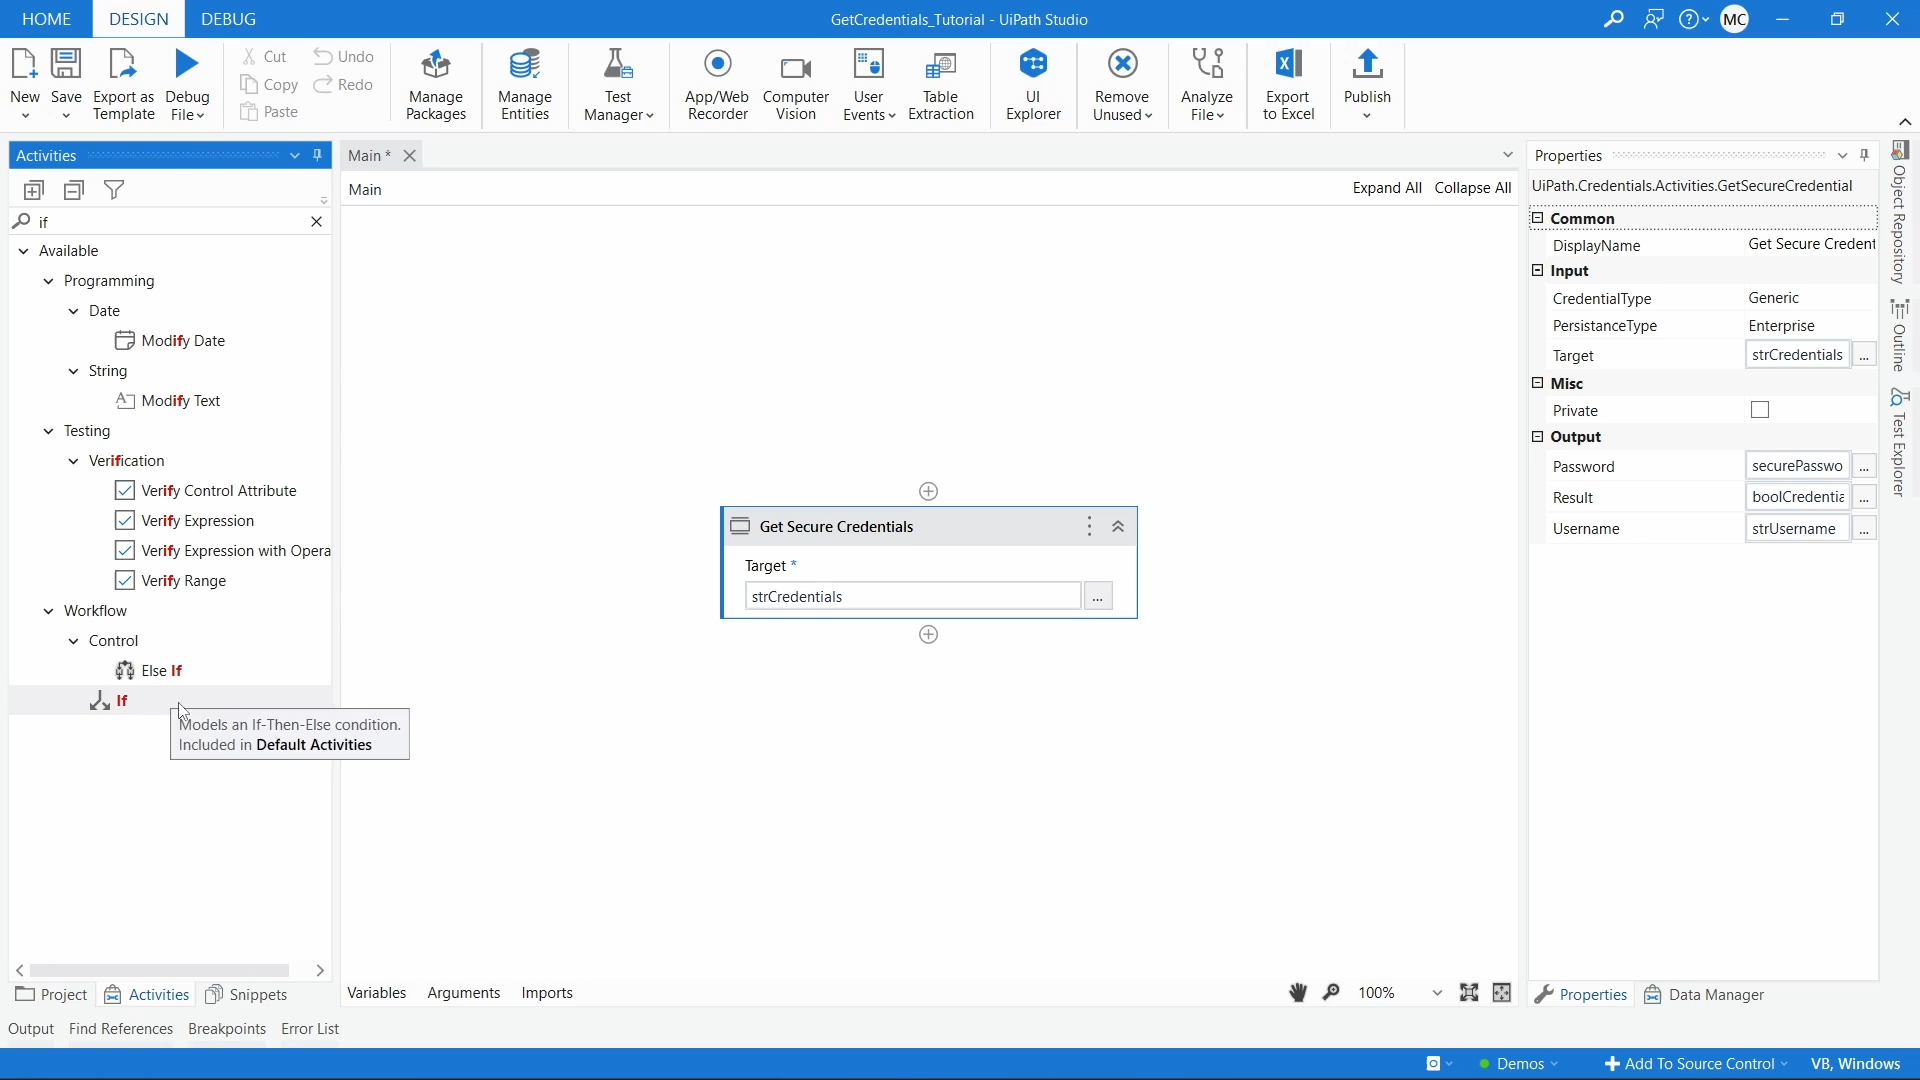 HOME DESIGN DEBUG
GetCredentials_Tutorial - UiPath Studio
MC
New
Save
Export as
Template
Debug
File
Cut
Copy
Paste
Undo
Redo
Manage
Packages
Manage
Entities
Test
Manager
App/Web
Recorder
Computer
Vision
User
Events
Table
Extraction
UI
Explorer
Remove
Unused
Analyze
File
Export
to Excel
Publish
Activities
if
Available
Programming
Date
Modify Date
String
Modify Text
Testing
Verification
Verify Control Attribute
Verify Expression
Verify Expression with Opera
Verify Range
Workflow
Control
Else If
If
Models an If-Then-Else condition.
Included in Default Activities
Project Activities Snippets
Main *
Main
Expand All Collapse All
Get Secure Credentials
Target *
strCredentials ...
Variables Arguments Imports
100%
Properties
UiPath.Credentials.Activities.GetSecureCredential
Common
DisplayName Get Secure Credent
Input
CredentialType Generic
PersistanceType Enterprise
Target strCredentials ...
Misc
Private
Output
Password securePasswo ...
Result boolCredentia ...
Username strUsername ...
Properties Data Manager
Object Repository
Outline
Test Explorer
Output Find References Breakpoints Error List
Demos Add To Source Control VB, Windows